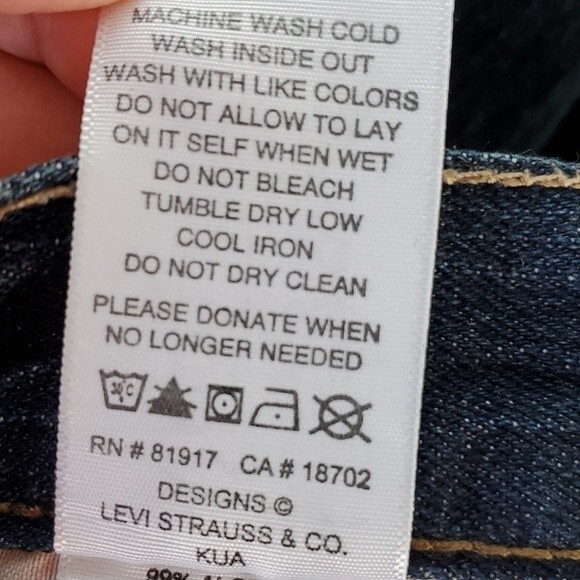 MACHINE WASH COLD
WASH INSIDE OUT
WASH WITH LIKE COLORS
DO NOT ALLOW TO LAY
ON IT SELF WHEN WET
DO NOT BLEACH
TUMBLE DRY LOW
COOL IRON
DO NOT DRY CLEAN
PLEASE DONATE WHEN
NO LONGER NEEDED
30°C
RN # 81917 CA # 18702
DESIGNS ©
LEVI STRAUSS & CO.
KUA
99%